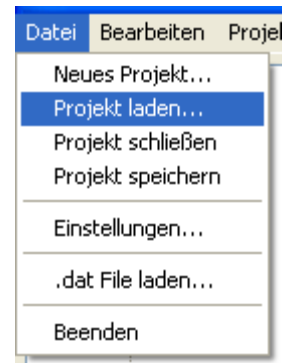 Datei Bearbeiten
Neues Projekt...
Projekt laden...
Projekt schließen
Projekt speichern
Einstellungen...
.dat File laden...
Beenden